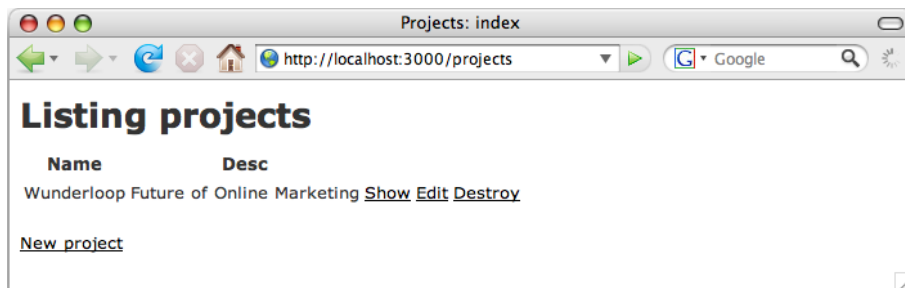 Projects: index
http://localhost:3000/projects G Google
Listing projects
Name Desc
Wunderloop Future of Online Marketing Show Edit Destroy
New project